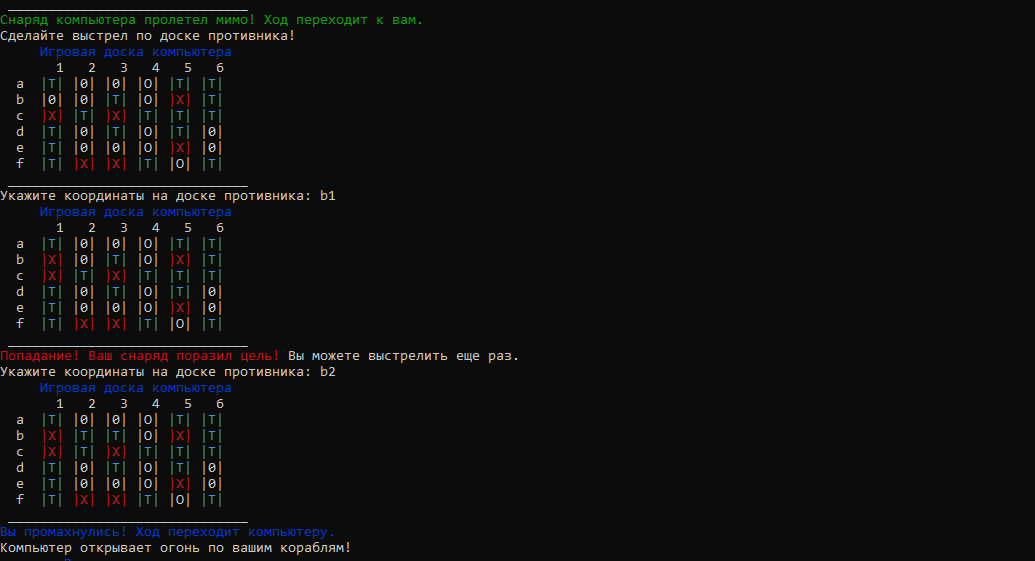 ______________________________
Снаряд компьютера пролетел мимо! Ход переходит к вам.
Сделайте выстрел по доске противника!
Игровая доска компьютера
1 2 3 4 5 6
a |T| |0| |0| |O| |T| |T|
b |0| |0| |T| |O| |X| |T|
c |X| |T| |X| |T| |T| |T|
d |T| |0| |T| |O| |T| |0|
e |T| |0| |0| |O| |X| |0|
f |T| |X| |X| |T| |O| |T|
______________________________
Укажите координаты на доске противника: b1
Игровая доска компьютера
1 2 3 4 5 6
a |T| |0| |0| |O| |T| |T|
b |X| |0| |T| |O| |X| |T|
c |X| |T| |X| |T| |T| |T|
d |T| |0| |T| |O| |T| |0|
e |T| |0| |0| |O| |X| |0|
f |T| |X| |X| |T| |O| |T|
______________________________
Попадание! Ваш снаряд поразил цель! Вы можете выстрелить еще раз.
Укажите координаты на доске противника: b2
Игровая доска компьютера
1 2 3 4 5 6
a |T| |0| |0| |O| |T| |T|
b |X| |T| |T| |O| |X| |T|
c |X| |T| |X| |T| |T| |T|
d |T| |0| |T| |O| |T| |0|
e |T| |0| |0| |O| |X| |0|
f |T| |X| |X| |T| |O| |T|
______________________________
Вы промахнулись! Ход переходит компьютеру.
Компьютер открывает огонь по вашим кораблям!